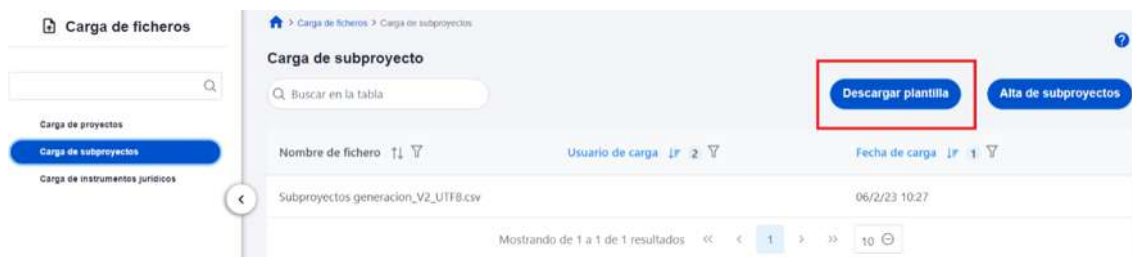 Carga de ficheros
Carga de proyectos
Carga de subproyectos
Carga de instrumentos jurídicos
> Carga de ficheros > Carga de subproyectos
Carga de subproyecto
Buscar en la tabla
Descargar plantilla
Alta de subproyectos
Nombre de fichero
Usuario de carga 2
Fecha de carga 1
Subproyectos generacion_V2_UTF8.csv
06/2/23 10:27
Mostrando de 1 a 1 de 1 resultados << < 1 > >> 10